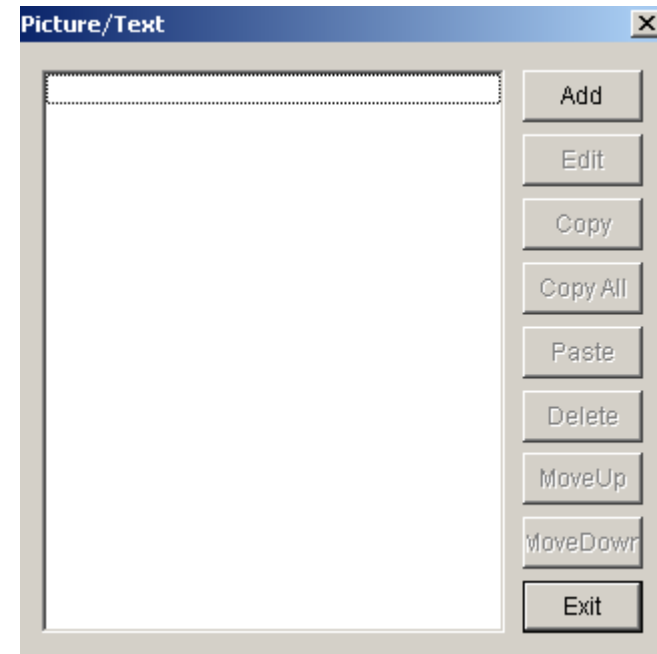 Picture/Text
Add
Edit
Copy
Copy All
Paste
Delete
MoveUp
MoveDown
Exit